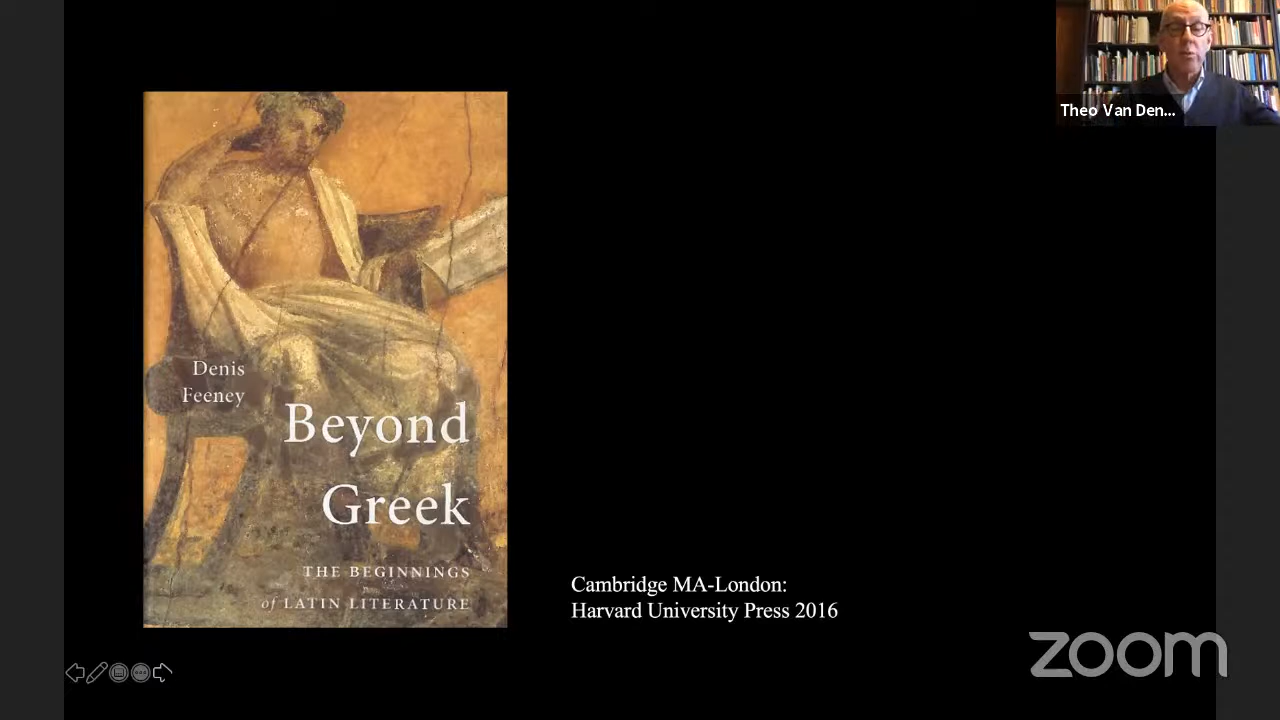 Theo Van Den...
Denis
Feeney
Beyond
Greek
THE BEGINNINGS
of LATIN LITERATURE
Cambridge MA-London:
Harvard University Press 2016
zoom